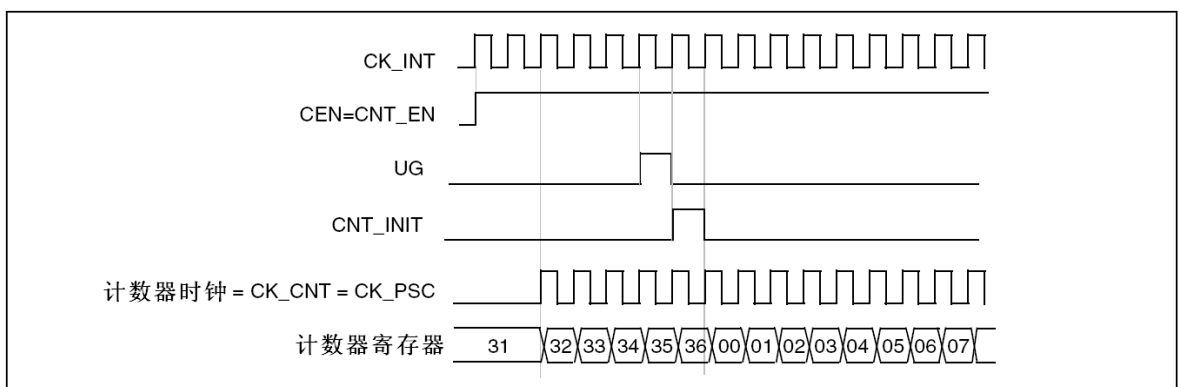 CK_INT
CEN=CNT_EN
UG
CNT_INIT
计数器时钟 = CK_CNT = CK_PSC
计数器寄存器 31 32 33 34 35 36 00 01 02 03 04 05 06 07